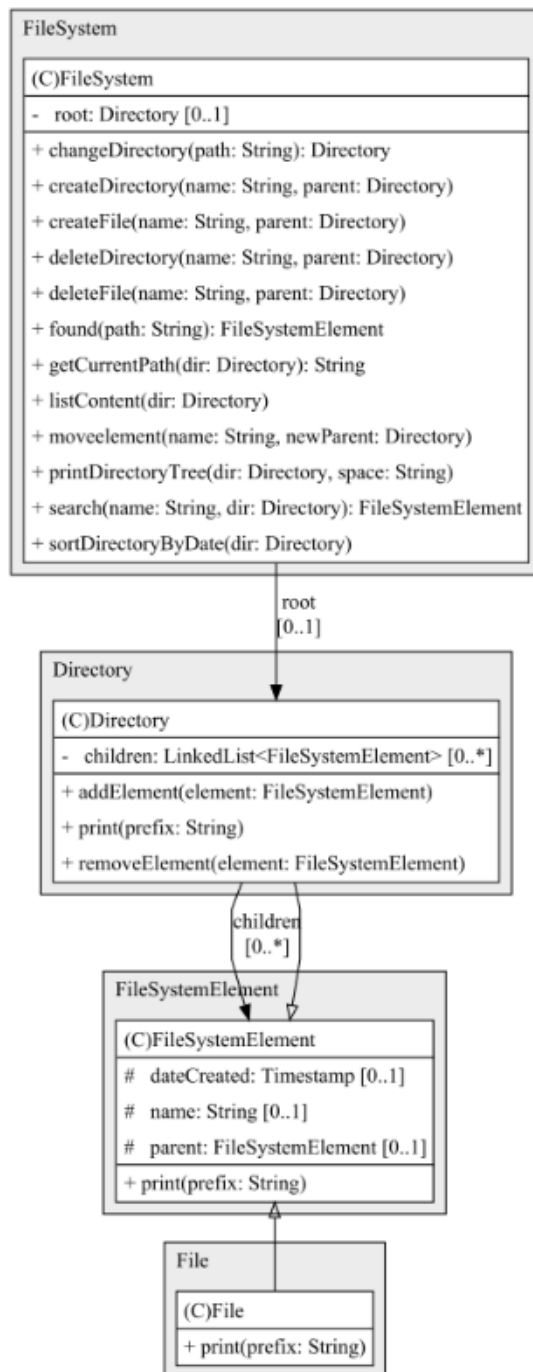 FileSystem
(C)FileSystem
- root: Directory [0..1]
+ changeDirectory(path: String): Directory
+ createDirectory(name: String, parent: Directory)
+ createFile(name: String, parent: Directory)
+ deleteDirectory(name: String, parent: Directory)
+ deleteFile(name: String, parent: Directory)
+ found(path: String): FileSystemElement
+ getCurrentPath(dir: Directory): String
+ listContent(dir: Directory)
+ moveelement(name: String, newParent: Directory)
+ printDirectoryTree(dir: Directory, space: String)
+ search(name: String, dir: Directory): FileSystemElement
+ sortDirectoryByDate(dir: Directory)
root
[0..1]
Directory
(C)Directory
- children: LinkedList<FileSystemElement> [0..*]
+ addElement(element: FileSystemElement)
+ print(prefix: String)
+ removeElement(element: FileSystemElement)
children
[0..*]
FileSystemElement
(C)FileSystemElement
# dateCreated: Timestamp [0..1]
# name: String [0..1]
# parent: FileSystemElement [0..1]
+ print(prefix: String)
File
(C)File
+ print(prefix: String)